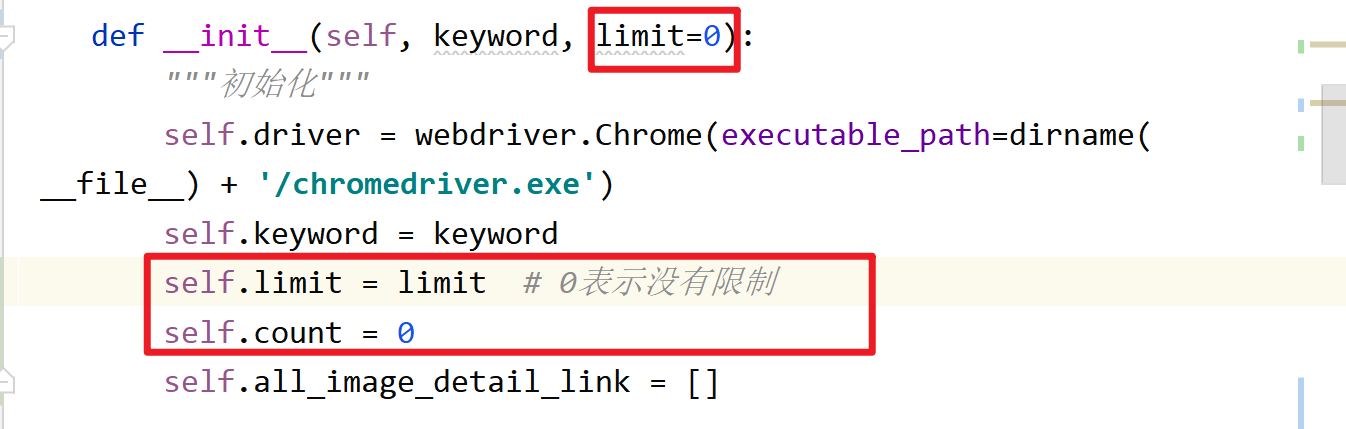 def __init__(self, keyword, limit=0):
"""初始化"""
self.driver = webdriver.Chrome(executable_path=dirname(
__file__) + '/chromedriver.exe')
self.keyword = keyword
self.limit = limit  # 0表示没有限制
self.count = 0
self.all_image_detail_link = []